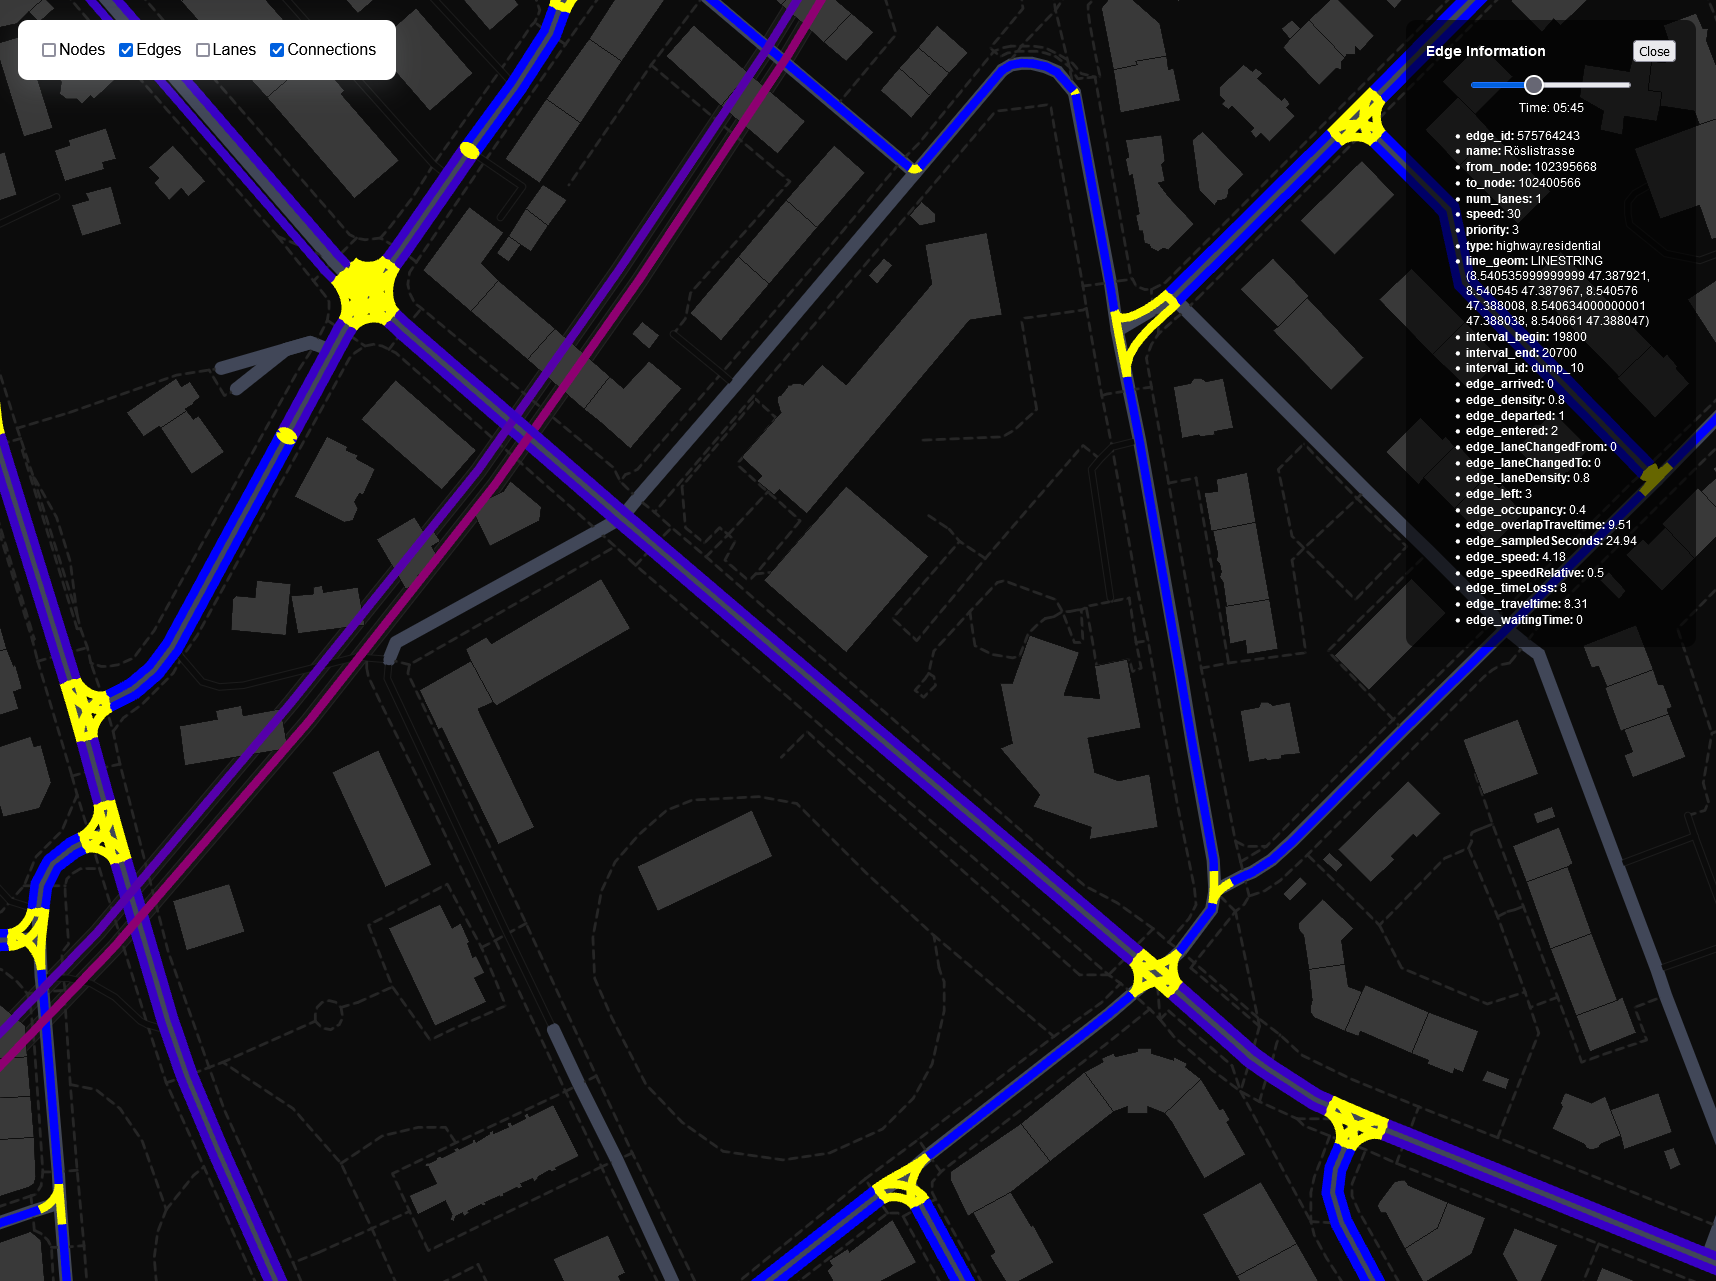 Nodes Edges Lanes Connections
Edge Information
Close
Time: 05:45
edge_id: 575764243
name: Röslistrasse
from_node: 102395668
to_node: 102400566
num_lanes: 1
speed: 30
priority: 3
type: highway.residential
line_geom: LINESTRING
(8.540535999999999 47.387921,
8.540545 47.387967, 8.540576
47.388008, 8.540634000000001
47.388038, 8.540661 47.388047)
interval_begin: 19800
interval_end: 20700
interval_id: dump_10
edge_arrived: 0
edge_density: 0.8
edge_departed: 1
edge_entered: 2
edge_laneChangedFrom: 0
edge_laneChangedTo: 0
edge_laneDensity: 0.8
edge_left: 3
edge_occupancy: 0.4
edge_overlapTraveltime: 9.51
edge_sampledSeconds: 24.94
edge_speed: 4.18
edge_speedRelative: 0.5
edge_timeLoss: 8
edge_traveltime: 8.31
edge_waitingTime: 0